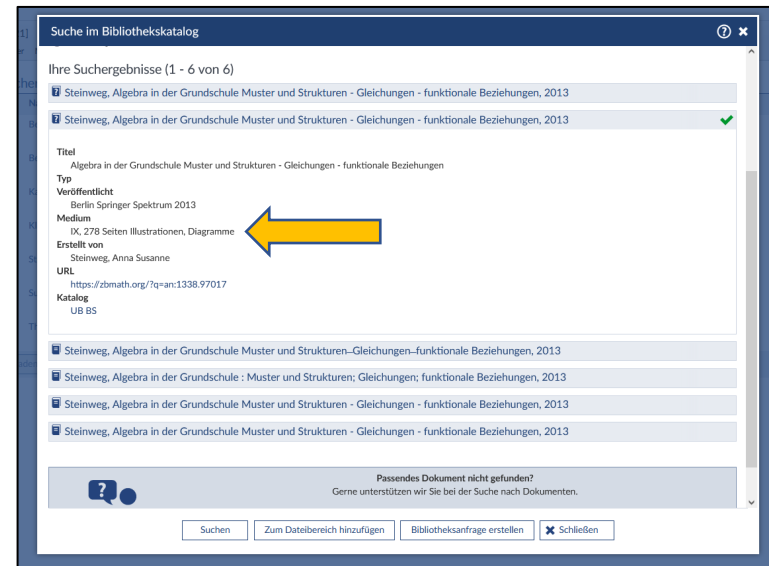 Suche im Bibliothekskatalog
Ihre Suchergebnisse (1 - 6 von 6)
Steinweg, Algebra in der Grundschule Muster und Strukturen - Gleichungen - funktionale Beziehungen, 2013
Steinweg, Algebra in der Grundschule Muster und Strukturen - Gleichungen - funktionale Beziehungen, 2013
Titel
Algebra in der Grundschule Muster und Strukturen - Gleichungen - funktionale Beziehungen
Typ
Veröffentlicht
Berlin Springer Spektrum 2013
Medium
IX, 278 Seiten Illustrationen, Diagramme
Erstellt von
Steinweg, Anna Susanne
URL
https://zbmath.org/?q=an:1338.97017
Katalog
UB BS
Steinweg, Algebra in der Grundschule Muster und Strukturen–Gleichungen–funktionale Beziehungen, 2013
Steinweg, Algebra in der Grundschule : Muster und Strukturen; Gleichungen; funktionale Beziehungen, 2013
Steinweg, Algebra in der Grundschule Muster und Strukturen - Gleichungen - funktionale Beziehungen, 2013
Steinweg, Algebra in der Grundschule Muster und Strukturen - Gleichungen - funktionale Beziehungen, 2013
Passendes Dokument nicht gefunden?
Gerne unterstützen wir Sie bei der Suche nach Dokumenten.
Suchen Zum Dateibereich hinzufügen Bibliotheksanfrage erstellen Schließen